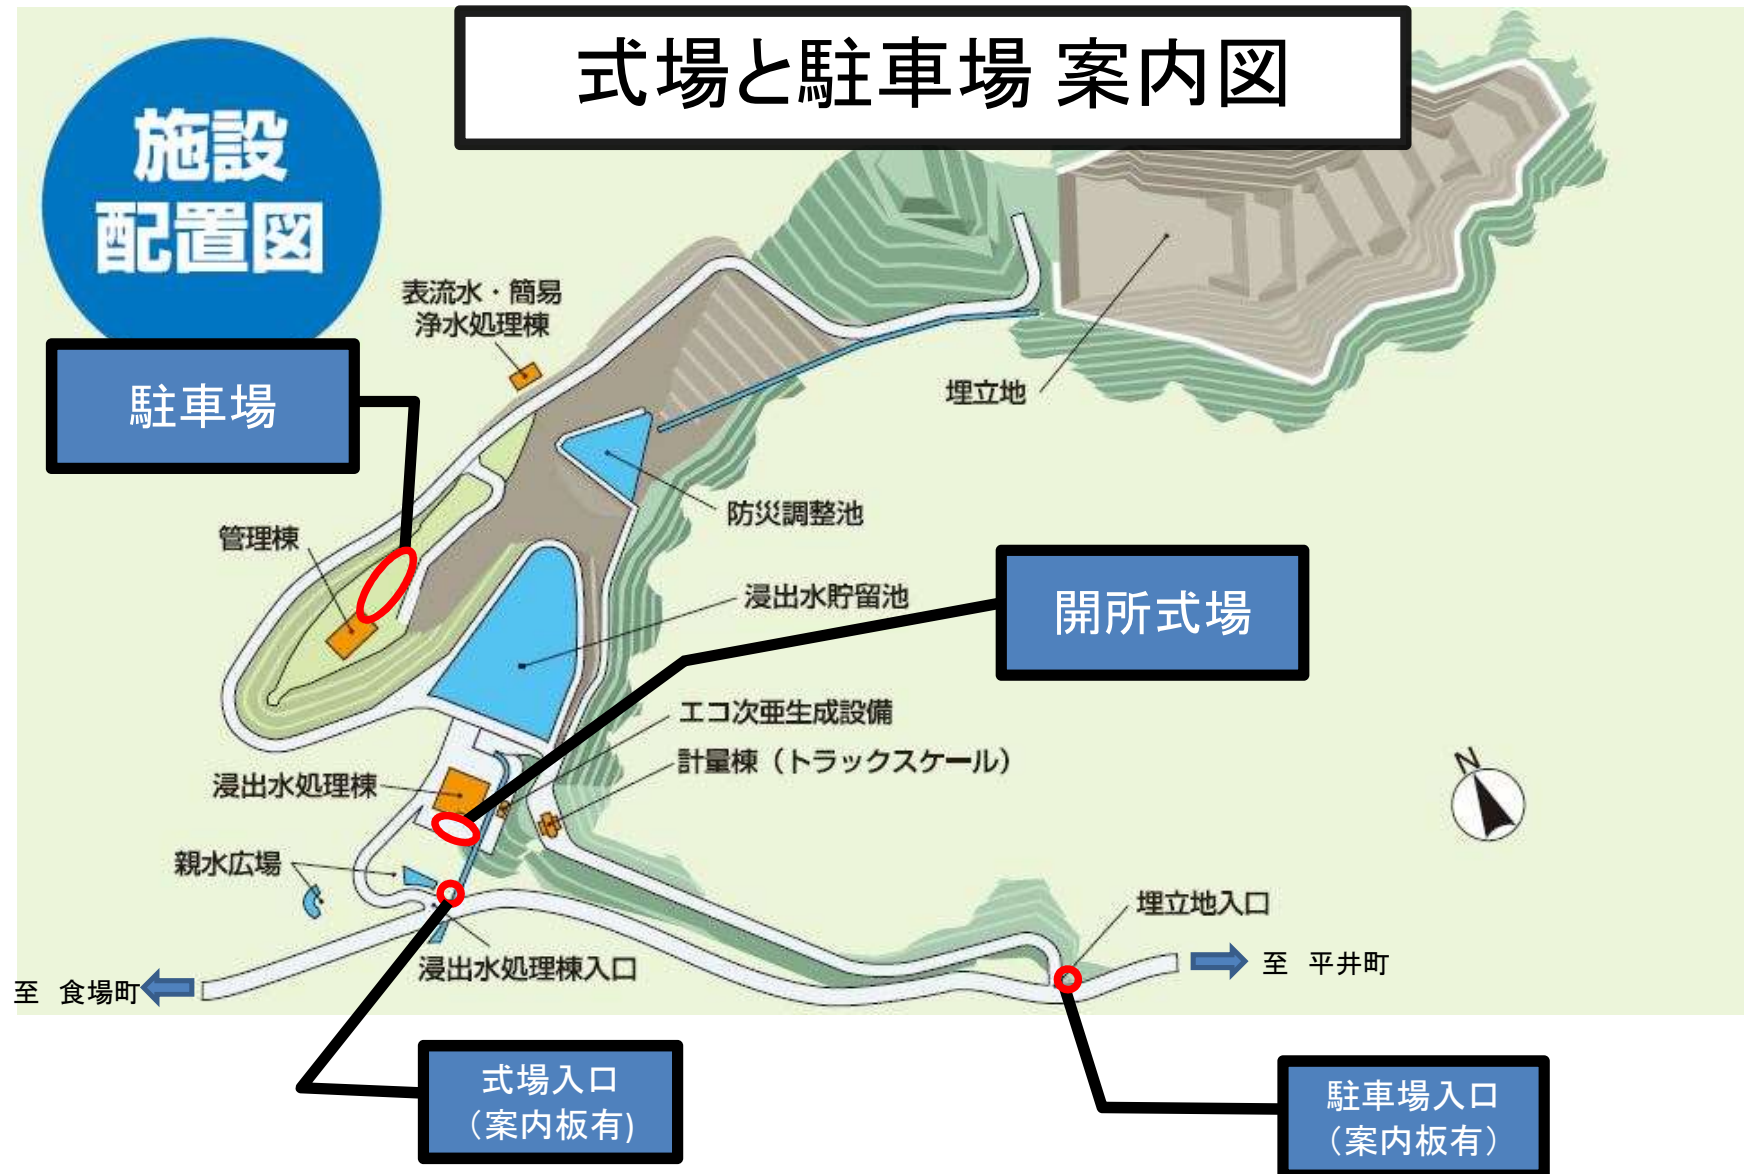 式場と駐車場 案内図
施設
配置図
表流水・簡易
浄水処理棟
駐車場
埋立地
管理棟
防災調整池
浸出水貯留池
開所式場
エコ次亜生成設備
計量棟（トラックスケール）
浸出水処理棟
N
親水広場
埋立地入口
浸出水処理棟入口
至 平井町
至 食場町
式場入口
（案内板有)
駐車場入口
（案内板有）